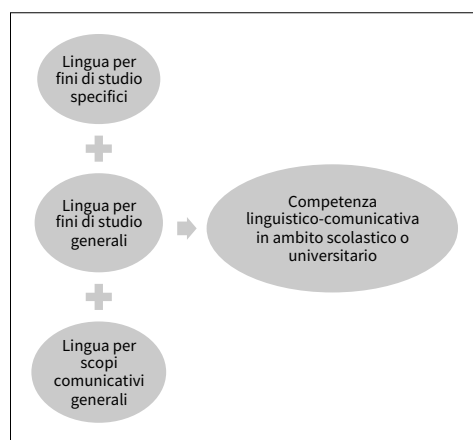 Lingua per
fini di studio
specifici
Lingua per
fini di studio
generali
Competenza
linguistico-comunicativa
in ambito scolastico o
universitario
Lingua per
scopi
comunicativi
generali